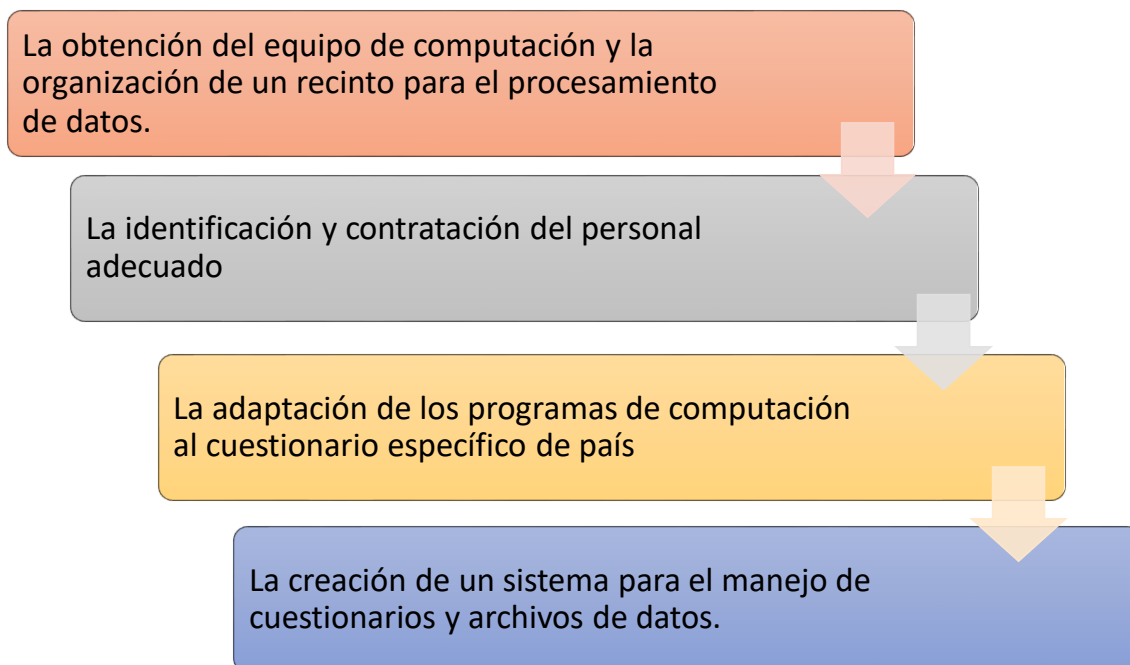 La obtención del equipo de computación y la
organización de un recinto para el procesamiento
de datos.
La identificación y contratación del personal
adecuado
La adaptación de los programas de computación
al cuestionario específico de país
La creación de un sistema para el manejo de
cuestionarios y archivos de datos.